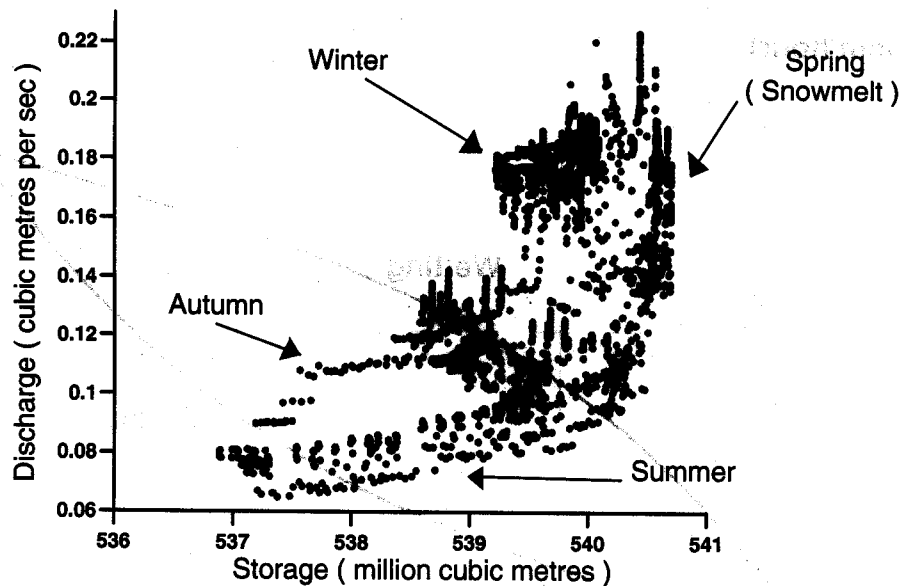 0.22
0.2
0.18
0.16
0.14
0.12
0.1
0.08
0.06
Discharge ( cubic metres per sec )
Winter
Spring
( Snowmelt )
Autumn
Wetting
Summer
536
537
538
539
540
541
Storage ( million cubic metres )